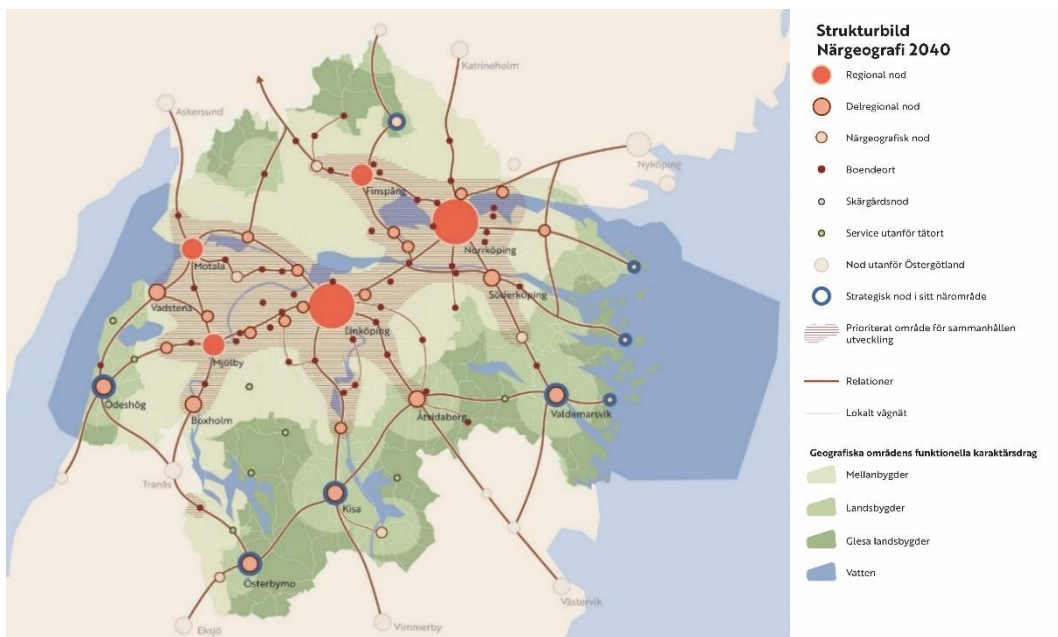 Strukturbild
Närgeografi 2040
Regional nod
Delregional nod
Närgeografisk nod
Boendeort
Skärgårdsnod
Service utanför tätort
Nod utanför Östergötland
Strategisk nod i sitt närområde
Prioriterat område för sammanhållen
utveckling
Relationer
Lokalt vägnät
Geografiska områdens funktionella karaktärsdrag
Mellanbygder
Landsbygder
Glesa landsbygder
Vatten
Katrineholm
Askersund
Nyköping
Finspång
Norrköping
Motala
Söderköping
Vadstena
Linköping
Mjölby
Ödeshög
Boxholm
Åtvidaberg
Valdemarsvik
Tranås
Kisa
Österbymo
Västervik
Eksjö
Vimmerby